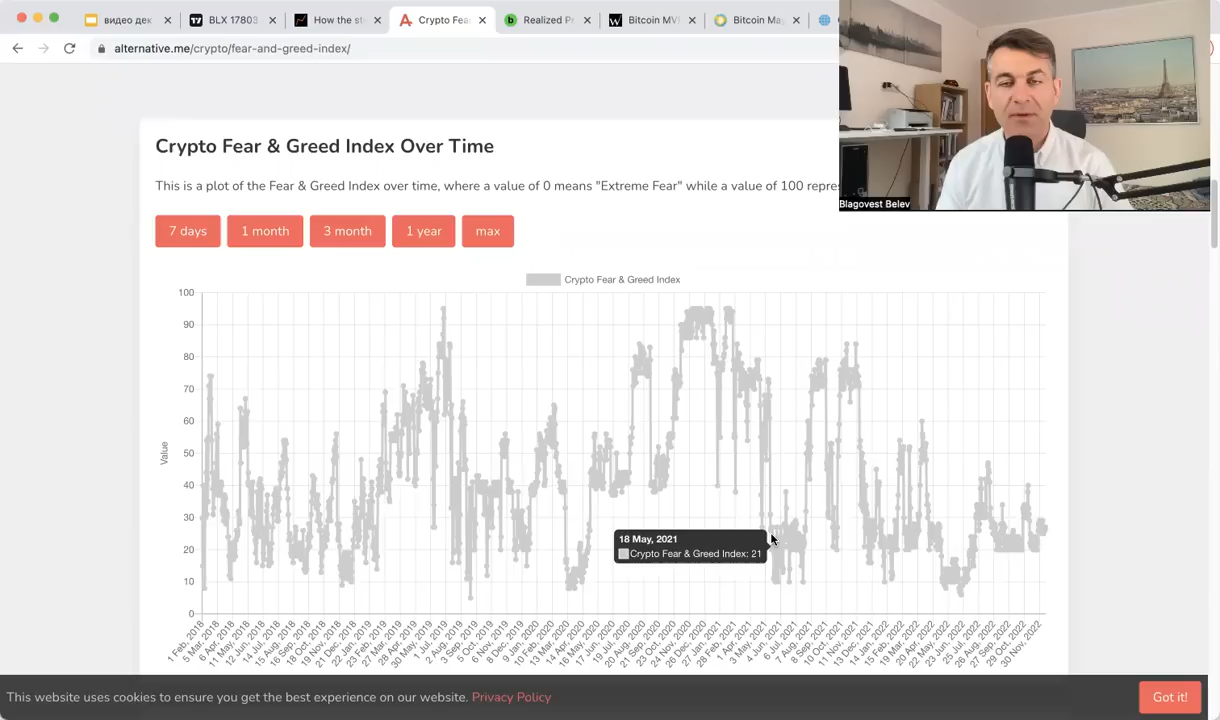 видео дек
BLX 17803
How the st
Crypto Fea
Realized P
Bitcoin MV
Bitcoin Ma
alternative.me/crypto/fear-and-greed-index/
Blagovest Belev
Crypto Fear & Greed Index Over Time
This is a plot of the Fear & Greed Index over time, where a value of 0 means "Extreme Fear" while a value of 100 repres
7 days 1 month 3 month 1 year max
Crypto Fear & Greed Index
100
90
80
70
60
50
40
30
20
10
0
Value
18 May, 2021
Crypto Fear & Greed Index: 21
1 Feb, 2018
5 Mar, 2018
6 Apr, 2018
11 May, 2018
12 Jun, 2018
14 Jul, 2018
15 Aug, 2018
16 Sep, 2018
18 Oct, 2018
19 Nov, 2018
21 Dec, 2018
22 Jan, 2019
23 Feb, 2019
27 Mar, 2019
28 Apr, 2019
30 May, 2019
1 Jul, 2019
2 Aug, 2019
3 Sep, 2019
5 Oct, 2019
6 Nov, 2019
8 Dec, 2019
9 Jan, 2020
10 Feb, 2020
13 Mar, 2020
14 Apr, 2020
16 May, 2020
17 Jun, 2020
19 Jul, 2020
20 Aug, 2020
21 Sep, 2020
23 Oct, 2020
24 Nov, 2020
26 Dec, 2020
27 Jan, 2021
28 Feb, 2021
1 Apr, 2021
3 May, 2021
4 Jun, 2021
6 Jul, 2021
7 Aug, 2021
8 Sep, 2021
10 Oct, 2021
11 Nov, 2021
13 Dec, 2021
14 Jan, 2022
15 Feb, 2022
19 Mar, 2022
20 Apr, 2022
22 May, 2022
23 Jun, 2022
25 Jul, 2022
26 Aug, 2022
27 Sep, 2022
29 Oct, 2022
30 Nov, 2022
This website uses cookies to ensure you get the best experience on our website. Privacy Policy
Got it!